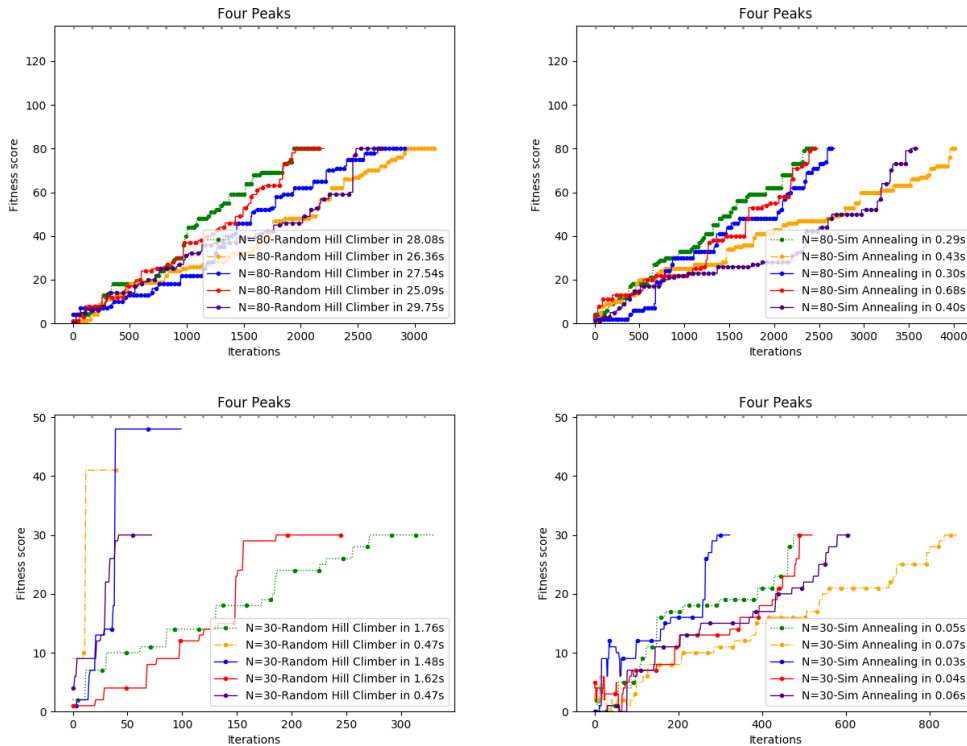 Four Peaks
Fitness score
0
20
40
60
80
100
120
0 500 1000 1500 2000 2500 3000
Iterations
N=80-Random Hill Climber in 28.08s
N=80-Random Hill Climber in 26.36s
N=80-Random Hill Climber in 27.54s
N=80-Random Hill Climber in 25.09s
N=80-Random Hill Climber in 29.75s
Four Peaks
Fitness score
0
20
40
60
80
100
120
0 500 1000 1500 2000 2500 3000 3500 4000
Iterations
N=80-Sim Annealing in 0.29s
N=80-Sim Annealing in 0.43s
N=80-Sim Annealing in 0.30s
N=80-Sim Annealing in 0.68s
N=80-Sim Annealing in 0.40s
Four Peaks
Fitness score
0
10
20
30
40
50
0 50 100 150 200 250 300
Iterations
N=30-Random Hill Climber in 1.76s
N=30-Random Hill Climber in 0.47s
N=30-Random Hill Climber in 1.48s
N=30-Random Hill Climber in 1.62s
N=30-Random Hill Climber in 0.47s
Four Peaks
Fitness score
0
10
20
30
40
50
0 200 400 600 800
Iterations
N=30-Sim Annealing in 0.05s
N=30-Sim Annealing in 0.07s
N=30-Sim Annealing in 0.03s
N=30-Sim Annealing in 0.04s
N=30-Sim Annealing in 0.06s